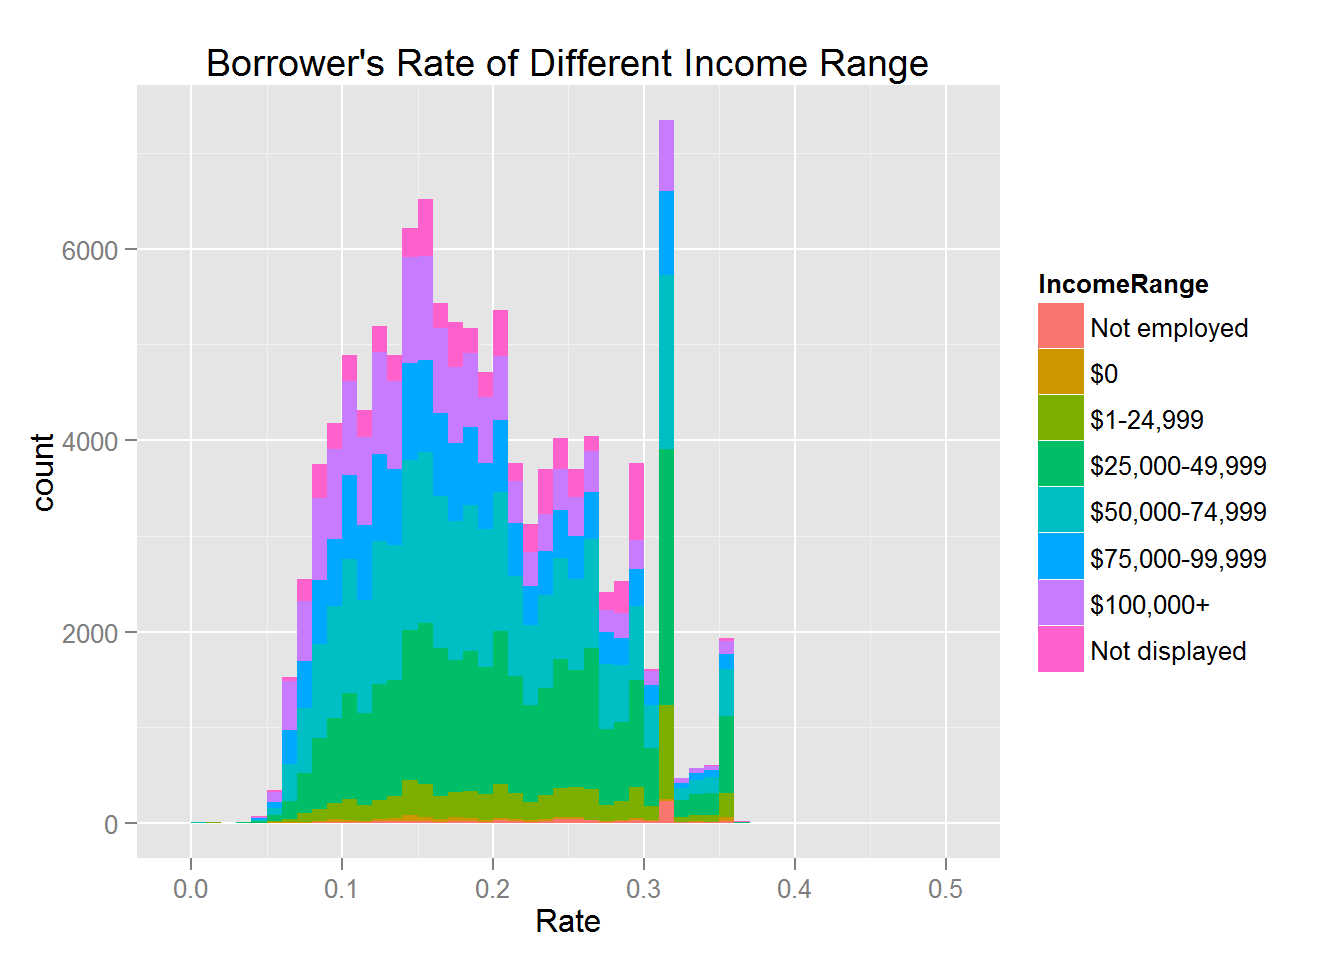 Borrower's Rate of Different Income Range
count
6000
4000
2000
0
0.0 0.1 0.2 0.3 0.4 0.5
Rate
IncomeRange
Not employed
$0
$1-24,999
$25,000-49,999
$50,000-74,999
$75,000-99,999
$100,000+
Not displayed